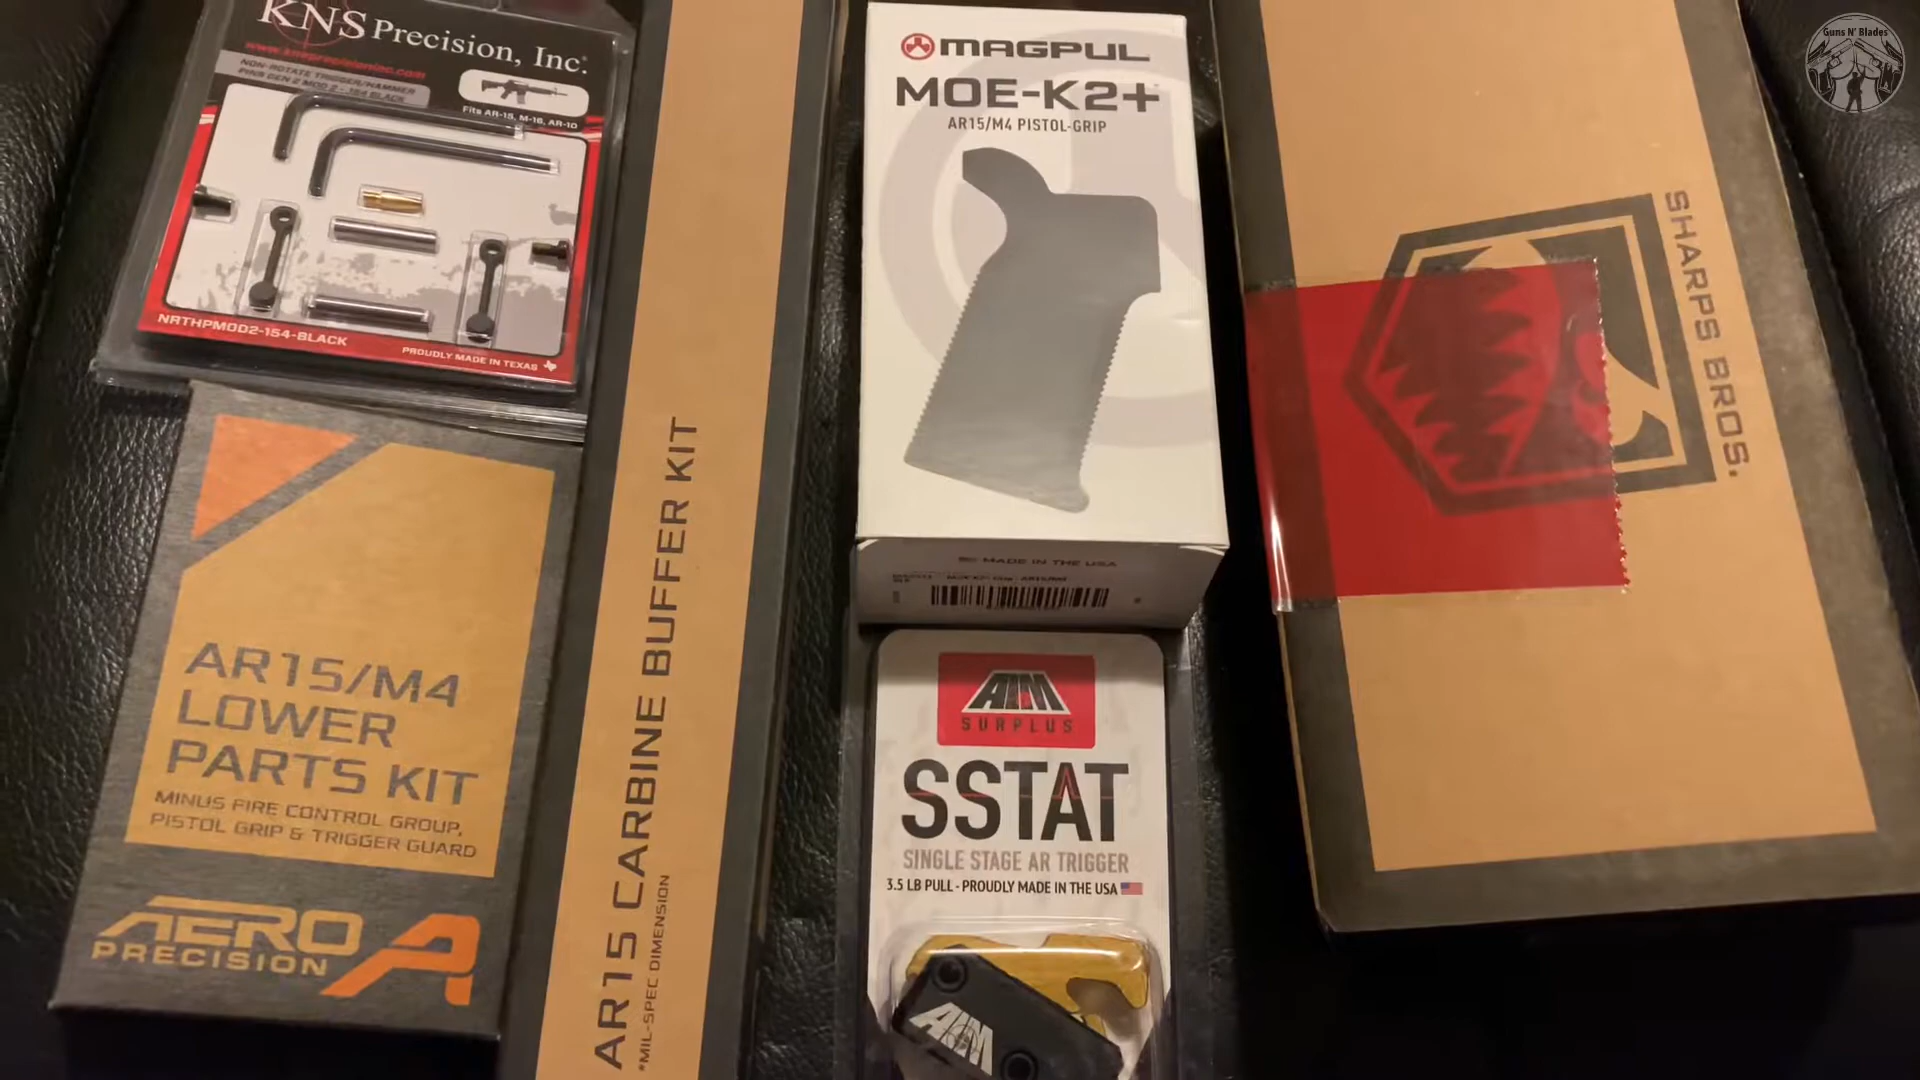 KNS Precision, Inc.
www.knsprecisioninc.com
NON-ROTATE TRIGGER/HAMMER
PINS GEN 2 MOD 2 - 154 BLACK
Fits AR-15, M-16, AR-10
NRTHPMOD2-154-BLACK
PROUDLY MADE IN TEXAS
AR15/M4
LOWER
PARTS KIT
MINUS FIRE CONTROL GROUP,
PISTOL GRIP & TRIGGER GUARD
AERO
PRECISION
AR15 CARBINE BUFFER KIT
*MIL-SPEC DIMENSION
MAGPUL
MOE-K2+
AR15/M4 PISTOL-GRIP
MADE IN THE USA
AIM
SURPLUS
SSTAT
SINGLE STAGE AR TRIGGER
3.5 LB PULL - PROUDLY MADE IN THE USA
AIM
SHARPS BROS.
Guns N' Blades